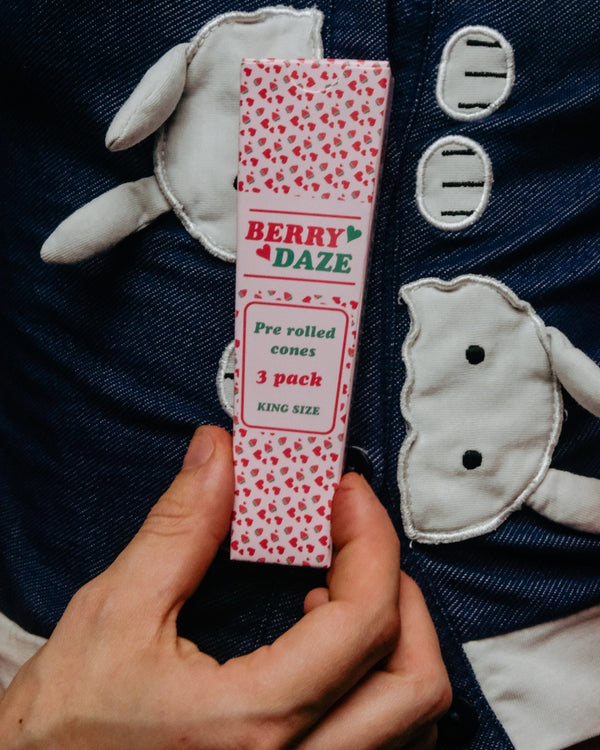 BERRY
DAZE
Pre rolled
cones
3 pack
KING SIZE